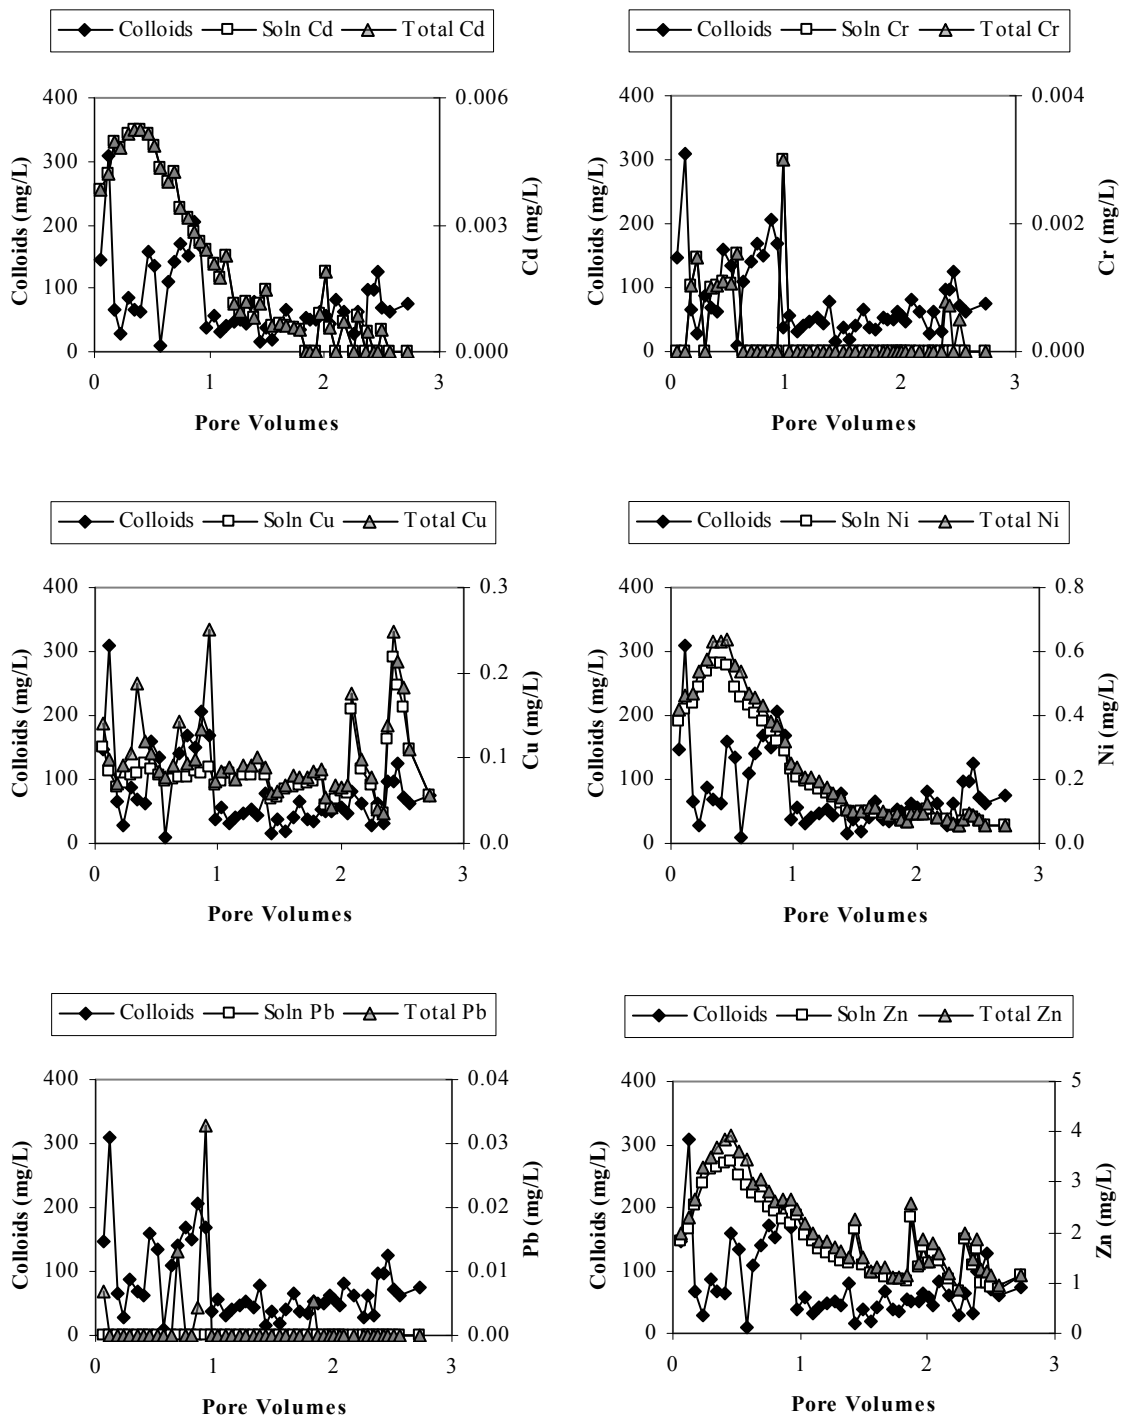 Colloids Soln Cd Total Cd
400
300
200
100
0
Colloids (mg/L)
0.006
0.003
0.000
Cd (mg/L)
0 1 2 3
Pore Volumes
Colloids Soln Cr Total Cr
400
300
200
100
0
Colloids (mg/L)
0.004
0.002
0.000
Cr (mg/L)
0 1 2 3
Pore Volumes
Colloids Soln Cu Total Cu
400
300
200
100
0
Colloids (mg/L)
0.3
0.2
0.1
0.0
Cu (mg/L)
0 1 2 3
Pore Volumes
Colloids Soln Ni Total Ni
400
300
200
100
0
Colloids (mg/L)
0.8
0.6
0.4
0.2
0.0
Ni (mg/L)
0 1 2 3
Pore Volumes
Colloids Soln Pb Total Pb
400
300
200
100
0
Colloids (mg/L)
0.04
0.03
0.02
0.01
0.00
Pb (mg/L)
0 1 2 3
Pore Volumes
Colloids Soln Zn Total Zn
400
300
200
100
0
Colloids (mg/L)
5
4
3
2
1
0
Zn (mg/L)
0 1 2 3
Pore Volumes